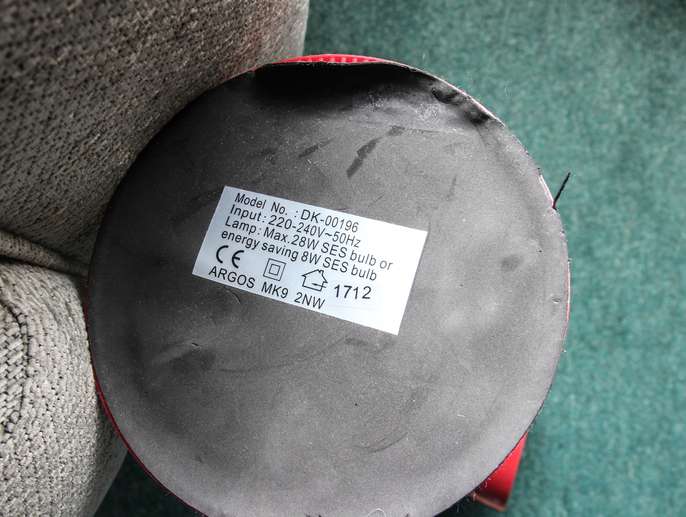 Model No. : DK-00196
Input: 220-240V~50Hz
Lamp: Max.28W SES bulb or
energy saving 8W SES bulb
CE 1712
ARGOS MK9 2NW